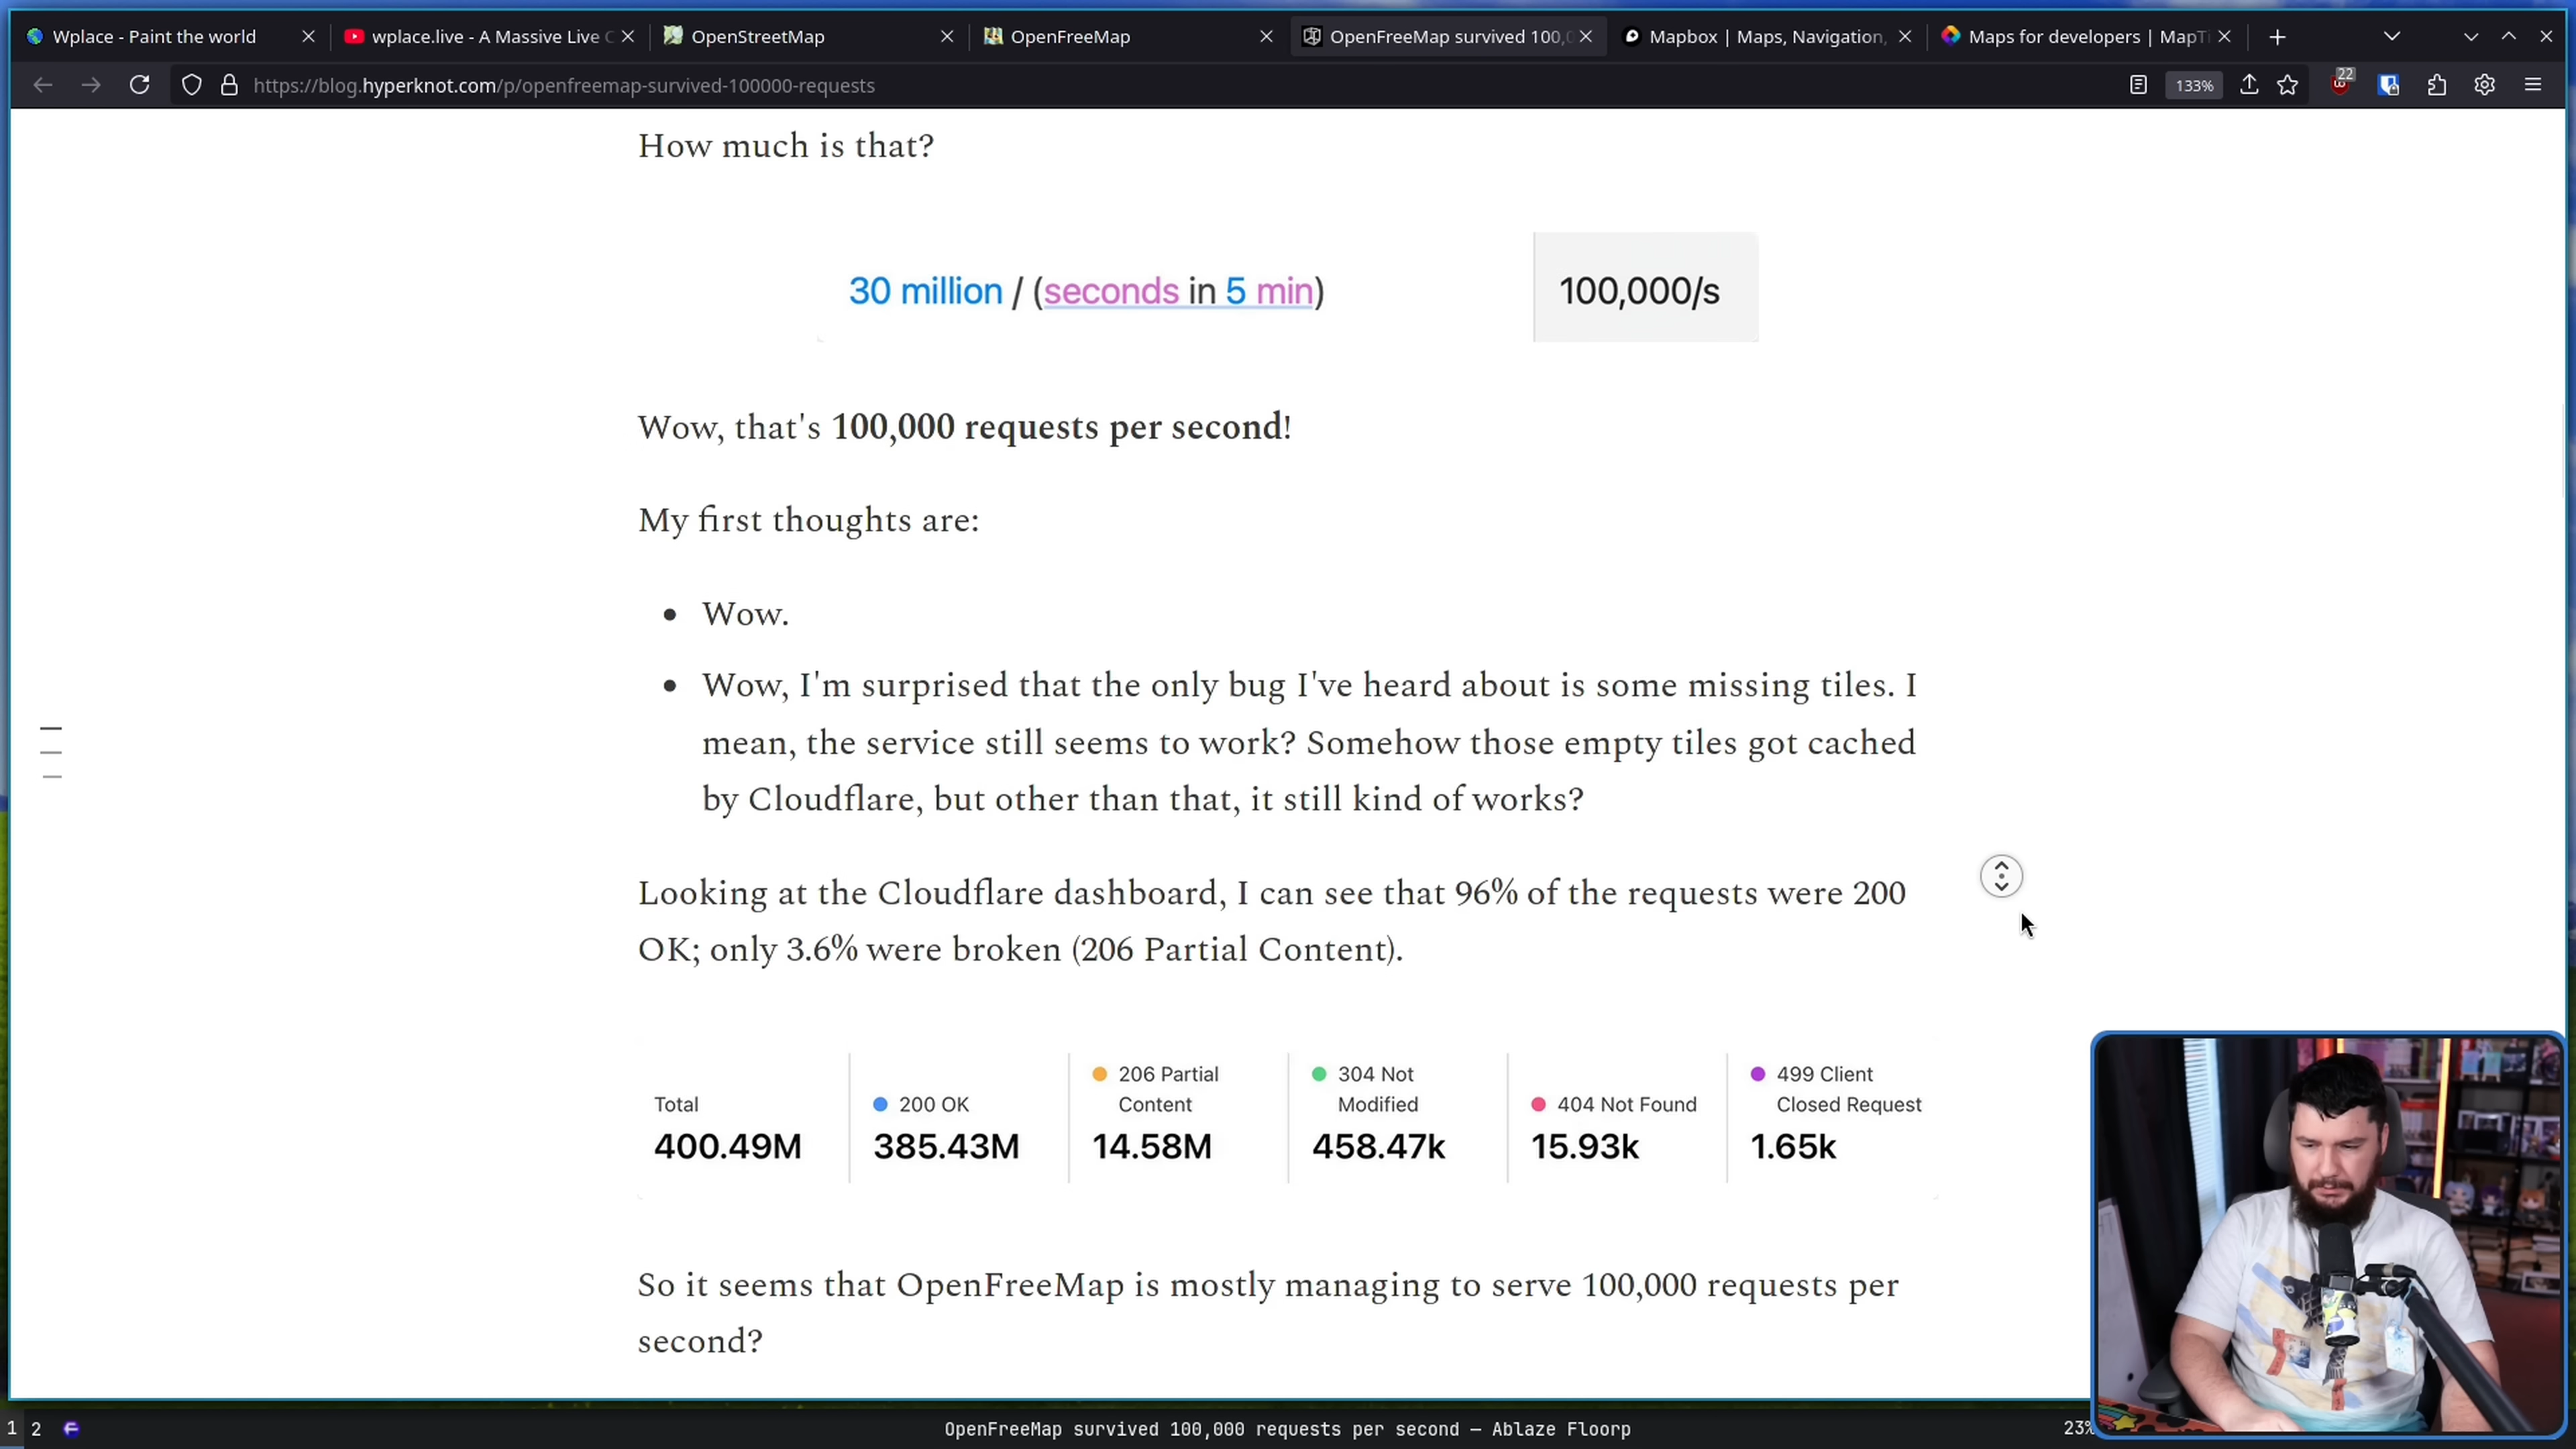 Wplace - Paint the world
wplace.live - A Massive Live C
OpenStreetMap
OpenFreeMap
OpenFreeMap survived 100,0
Mapbox | Maps, Navigation,
Maps for developers | MapTi
https://blog.hyperknot.com/p/openfreemap-survived-100000-requests
133%
22
How much is that?
30 million / (seconds in 5 min)
100,000/s
Wow, that's 100,000 requests per second!
My first thoughts are:
• Wow.
• Wow, I'm surprised that the only bug I've heard about is some missing tiles. I
mean, the service still seems to work? Somehow those empty tiles got cached
by Cloudflare, but other than that, it still kind of works?
Looking at the Cloudflare dashboard, I can see that 96% of the requests were 200
OK; only 3.6% were broken (206 Partial Content).
Total
400.49M
200 OK
385.43M
206 Partial
Content
14.58M
304 Not
Modified
458.47k
404 Not Found
15.93k
499 Client
Closed Request
1.65k
So it seems that OpenFreeMap is mostly managing to serve 100,000 requests per
second?
1 2
OpenFreeMap survived 100,000 requests per second — Ablaze Floorp
23%